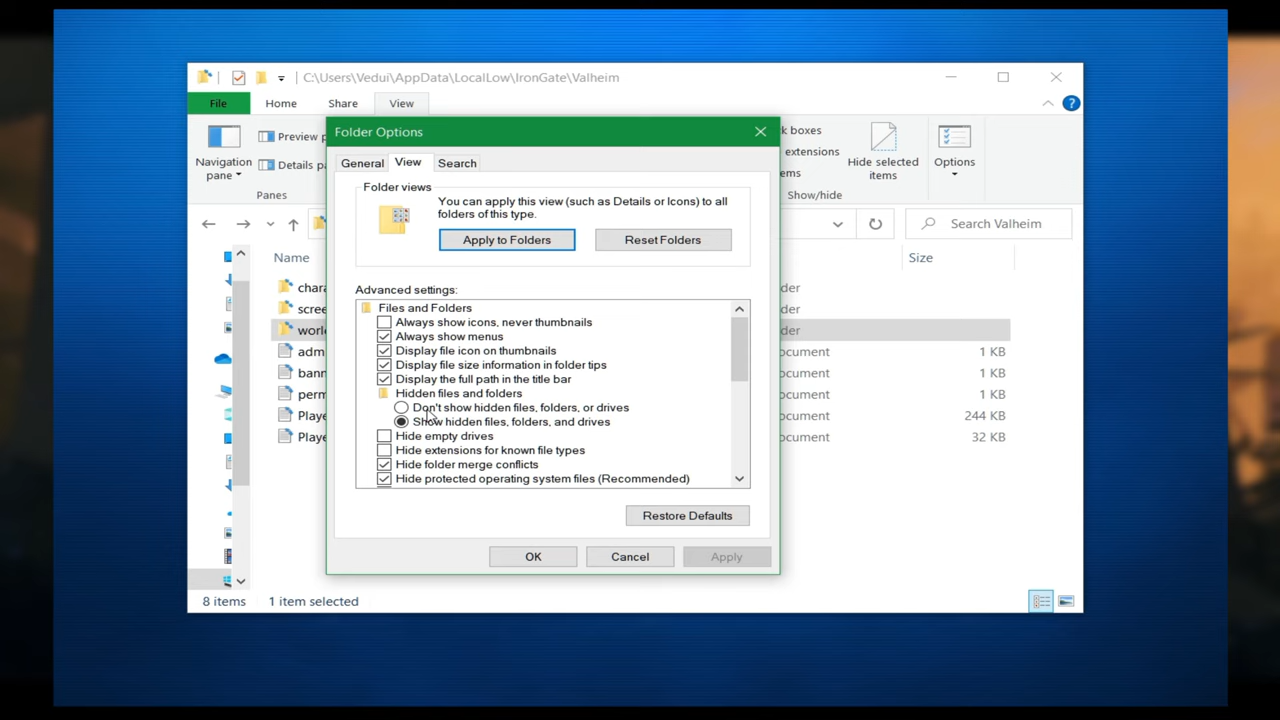 C:\Users\Vedui\AppData\LocalLow\IronGate\Valheim
File Home Share View
Preview p
Details pa
Navigation
pane
Panes
k boxes
extensions
ems
Hide selected
items
Options
Show/hide
Folder Options
General View Search
Folder views
You can apply this view (such as Details or Icons) to all
folders of this type.
Apply to Folders Reset Folders
Advanced settings:
Files and Folders
Always show icons, never thumbnails
Always show menus
Display file icon on thumbnails
Display file size information in folder tips
Display the full path in the title bar
Hidden files and folders
Don't show hidden files, folders, or drives
Show hidden files, folders, and drives
Hide empty drives
Hide extensions for known file types
Hide folder merge conflicts
Hide protected operating system files (Recommended)
Restore Defaults
OK Cancel Apply
Search Valheim
Name Size
chara der
scree der
world der
adm ocument 1 KB
bann ocument 1 KB
perm ocument 1 KB
Playe ocument 244 KB
Playe ocument 32 KB
8 items 1 item selected